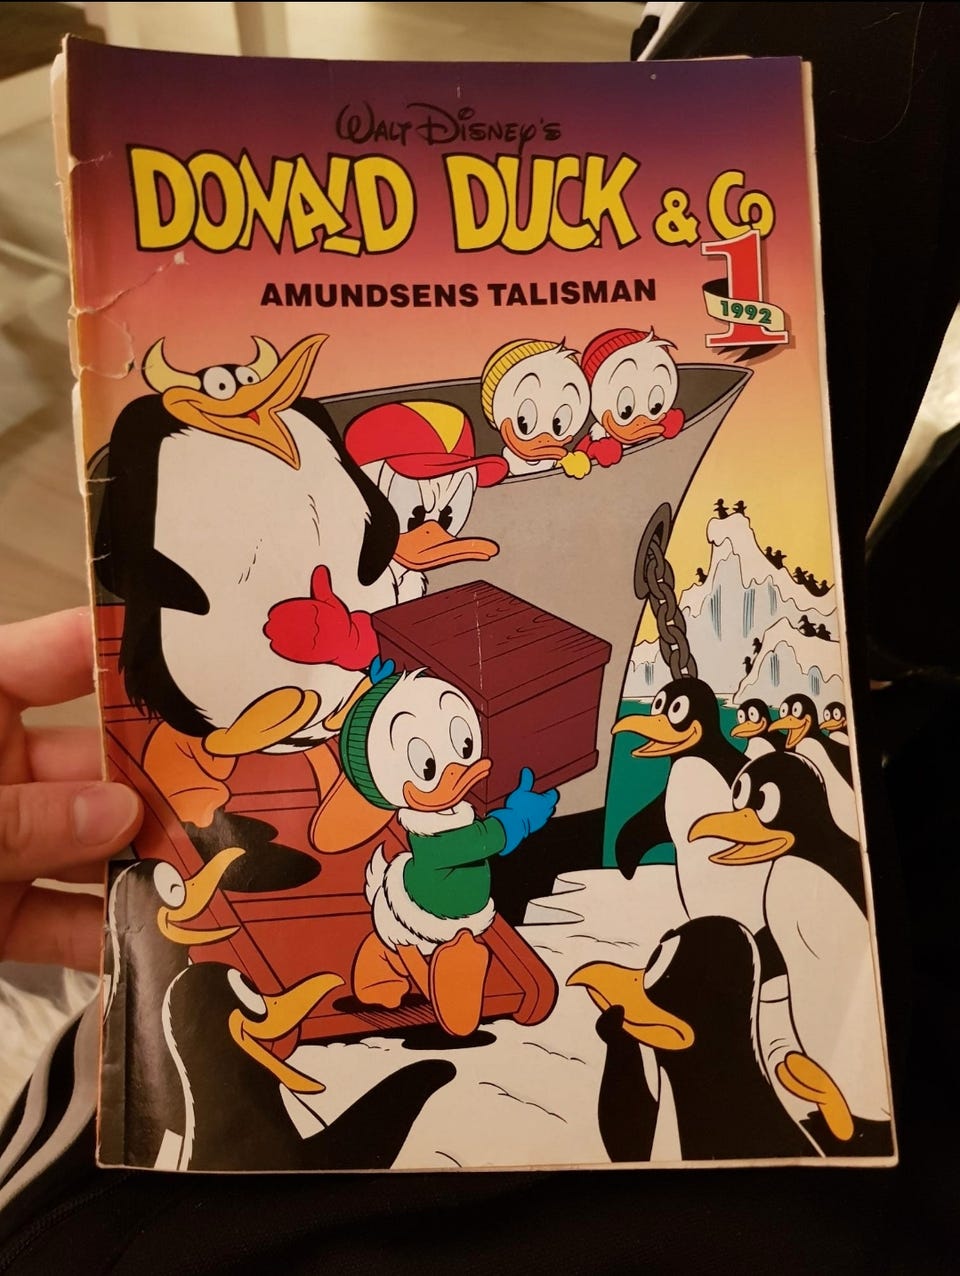 WALT DISNEY'S
DONALD DUCK & Co
AMUNDSENS TALISMAN
1
1992